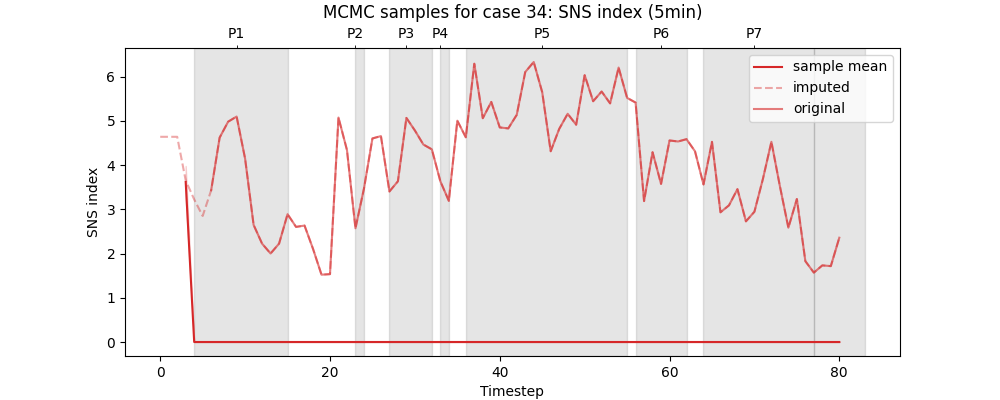 MCMC samples for case 34: SNS index (5min)
P1 P2 P3 P4 P5 P6 P7
sample mean
imputed
original
SNS index
6
5
4
3
2
1
0
0 20 40 60 80
Timestep